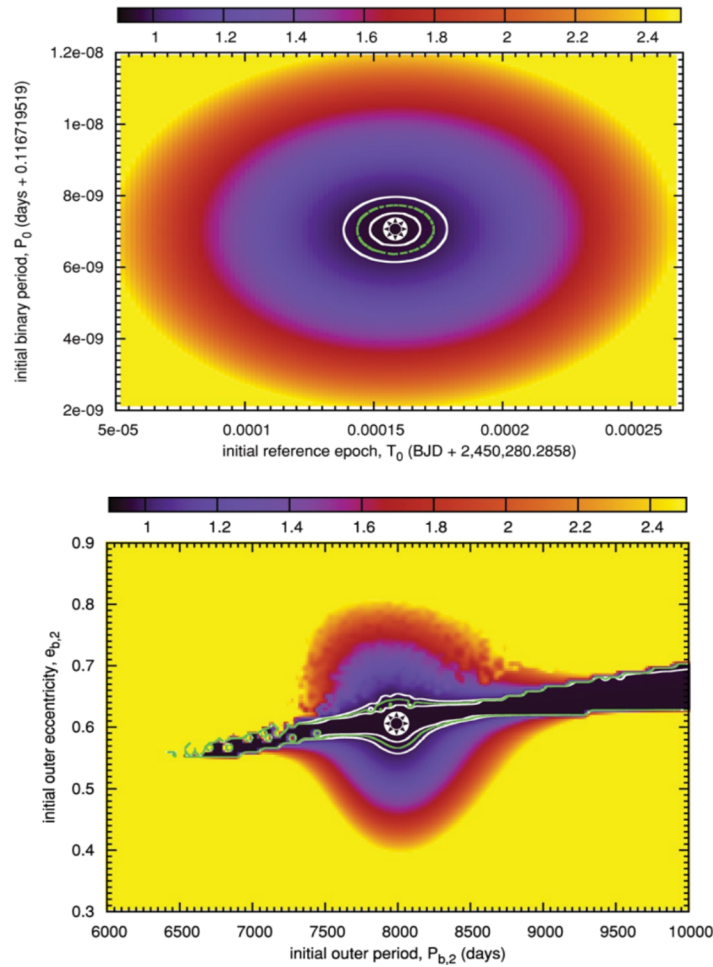 1 1.2 1.4 1.6 1.8 2 2.2 2.4
1.2e-08
1e-08
8e-09
6e-09
4e-09
2e-09
initial binary period, P0 (days + 0.116719519)
5e-05 0.0001 0.00015 0.0002 0.00025
initial reference epoch, T0 (BJD + 2,450,280.2858)
1 1.2 1.4 1.6 1.8 2 2.2 2.4
0.9
0.8
0.7
0.6
0.5
0.4
0.3
initial outer eccentricity, eb,2
6000 6500 7000 7500 8000 8500 9000 9500 10000
initial outer period, Pb,2 (days)